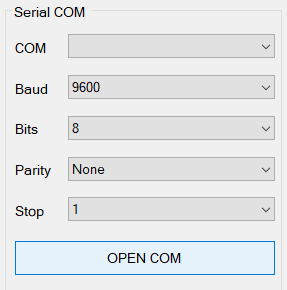 Serial COM
COM
Baud 9600
Bits 8
Parity None
Stop 1
OPEN COM